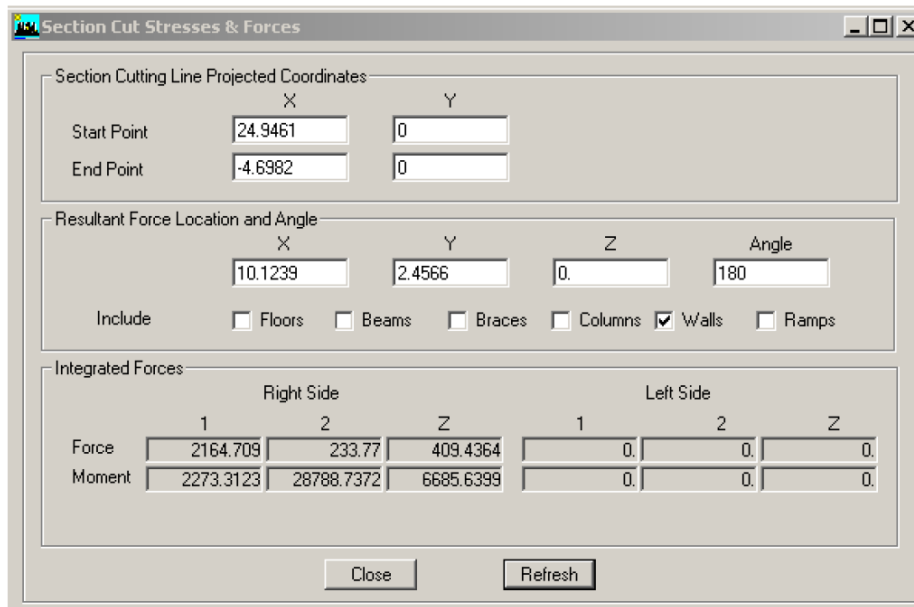 Section Cut Stresses & Forces
Section Cutting Line Projected Coordinates
X Y
Start Point 24.9461 0
End Point -4.6982 0
Resultant Force Location and Angle
X Y Z Angle
10.1239 2.4566 0. 180
Include Floors Beams Braces Columns Walls Ramps
Integrated Forces
Right Side Left Side
1 2 Z 1 2 Z
Force 2164.709 233.77 409.4364 0. 0. 0.
Moment 2273.3123 28788.7372 6685.6399 0. 0. 0.
Close Refresh